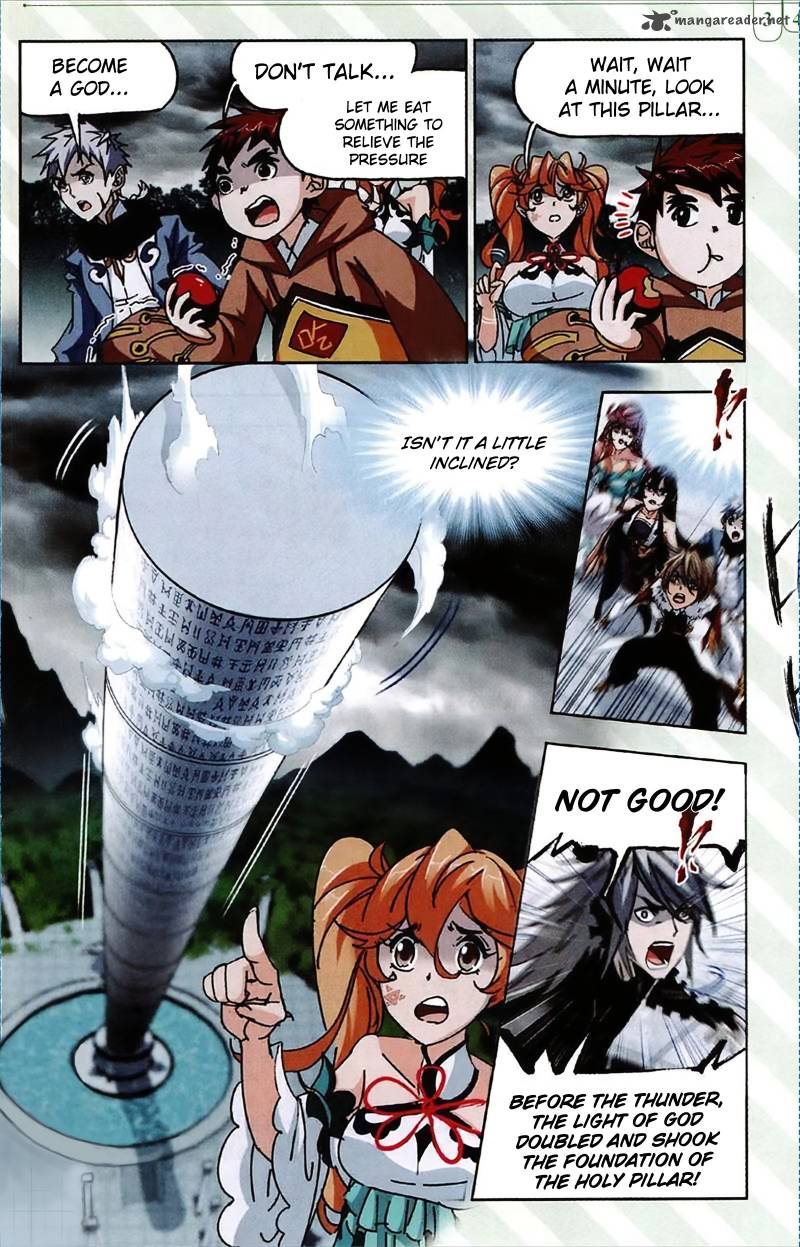 mangareader.net
BECOME
A GOD...
DON'T TALK...
LET ME EAT
SOMETHING TO
RELIEVE THE
PRESSURE
WAIT, WAIT
A MINUTE, LOOK
AT THIS PILLAR...
ISN'T IT A LITTLE
INCLINED?
NOT GOOD!
BEFORE THE THUNDER,
THE LIGHT OF GOD
DOUBLED AND SHOOK
THE FOUNDATION OF
THE HOLY PILLAR!